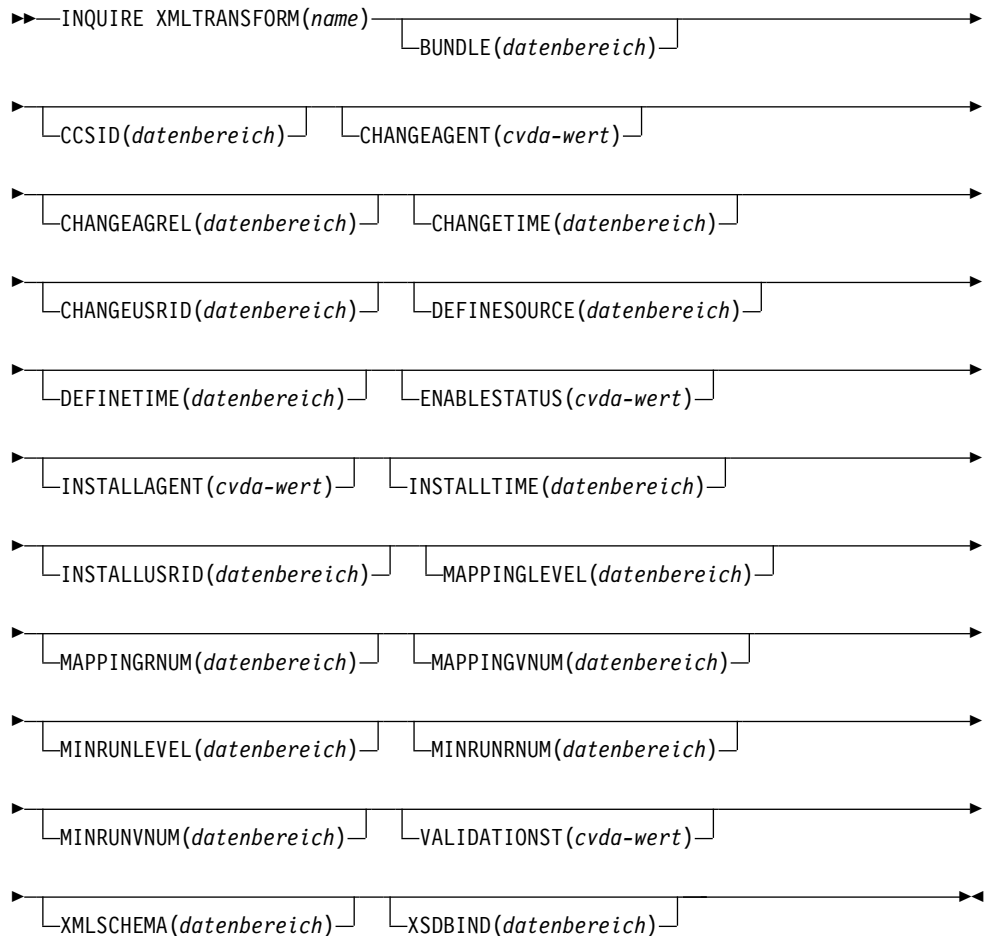 INQUIRE XMLTRANSFORM(name)
BUNDLE(datenbereich)
CCSID(datenbereich) CHANGEAGENT(cvda-wert)
CHANGEAGREL(datenbereich) CHANGETIME(datenbereich)
CHANGEUSRID(datenbereich) DEFINESOURCE(datenbereich)
DEFINETIME(datenbereich) ENABLESTATUS(cvda-wert)
INSTALLAGENT(cvda-wert) INSTALLTIME(datenbereich)
INSTALLUSRID(datenbereich) MAPPINGLEVEL(datenbereich)
MAPPINGRNUM(datenbereich) MAPPINGVNUM(datenbereich)
MINRUNLEVEL(datenbereich) MINRUNRNUM(datenbereich)
MINRUNVNUM(datenbereich) VALIDATIONST(cvda-wert)
XMLSCHEMA(datenbereich) XSDBIND(datenbereich)